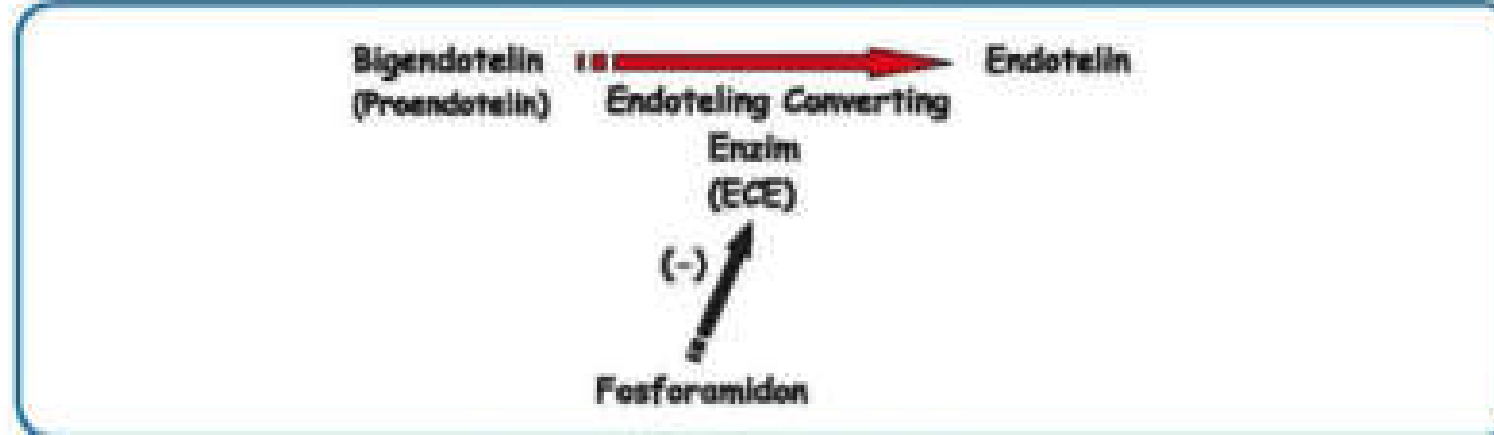 Bigendotelin Endotelin
(Proendotelin) Endoteling Converting
Enzim
(ECE)
(-)
Fosforamidon